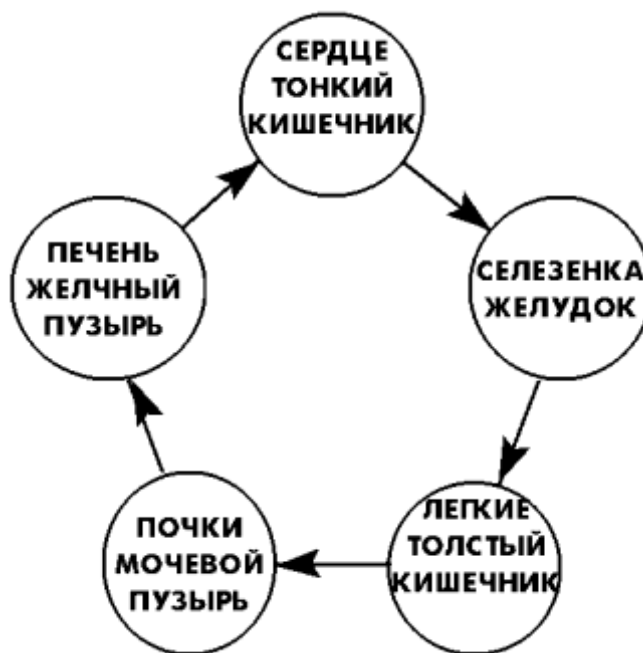 СЕРДЦЕ
ТОНКИЙ
КИШЕЧНИК
СЕЛЕЗЕНКА
ЖЕЛУДОК
ЛЕГКИЕ
ТОЛСТЫЙ
КИШЕЧНИК
ПОЧКИ
МОЧЕВОЙ
ПУЗЫРЬ
ПЕЧЕНЬ
ЖЕЛЧНЫЙ
ПУЗЫРЬ